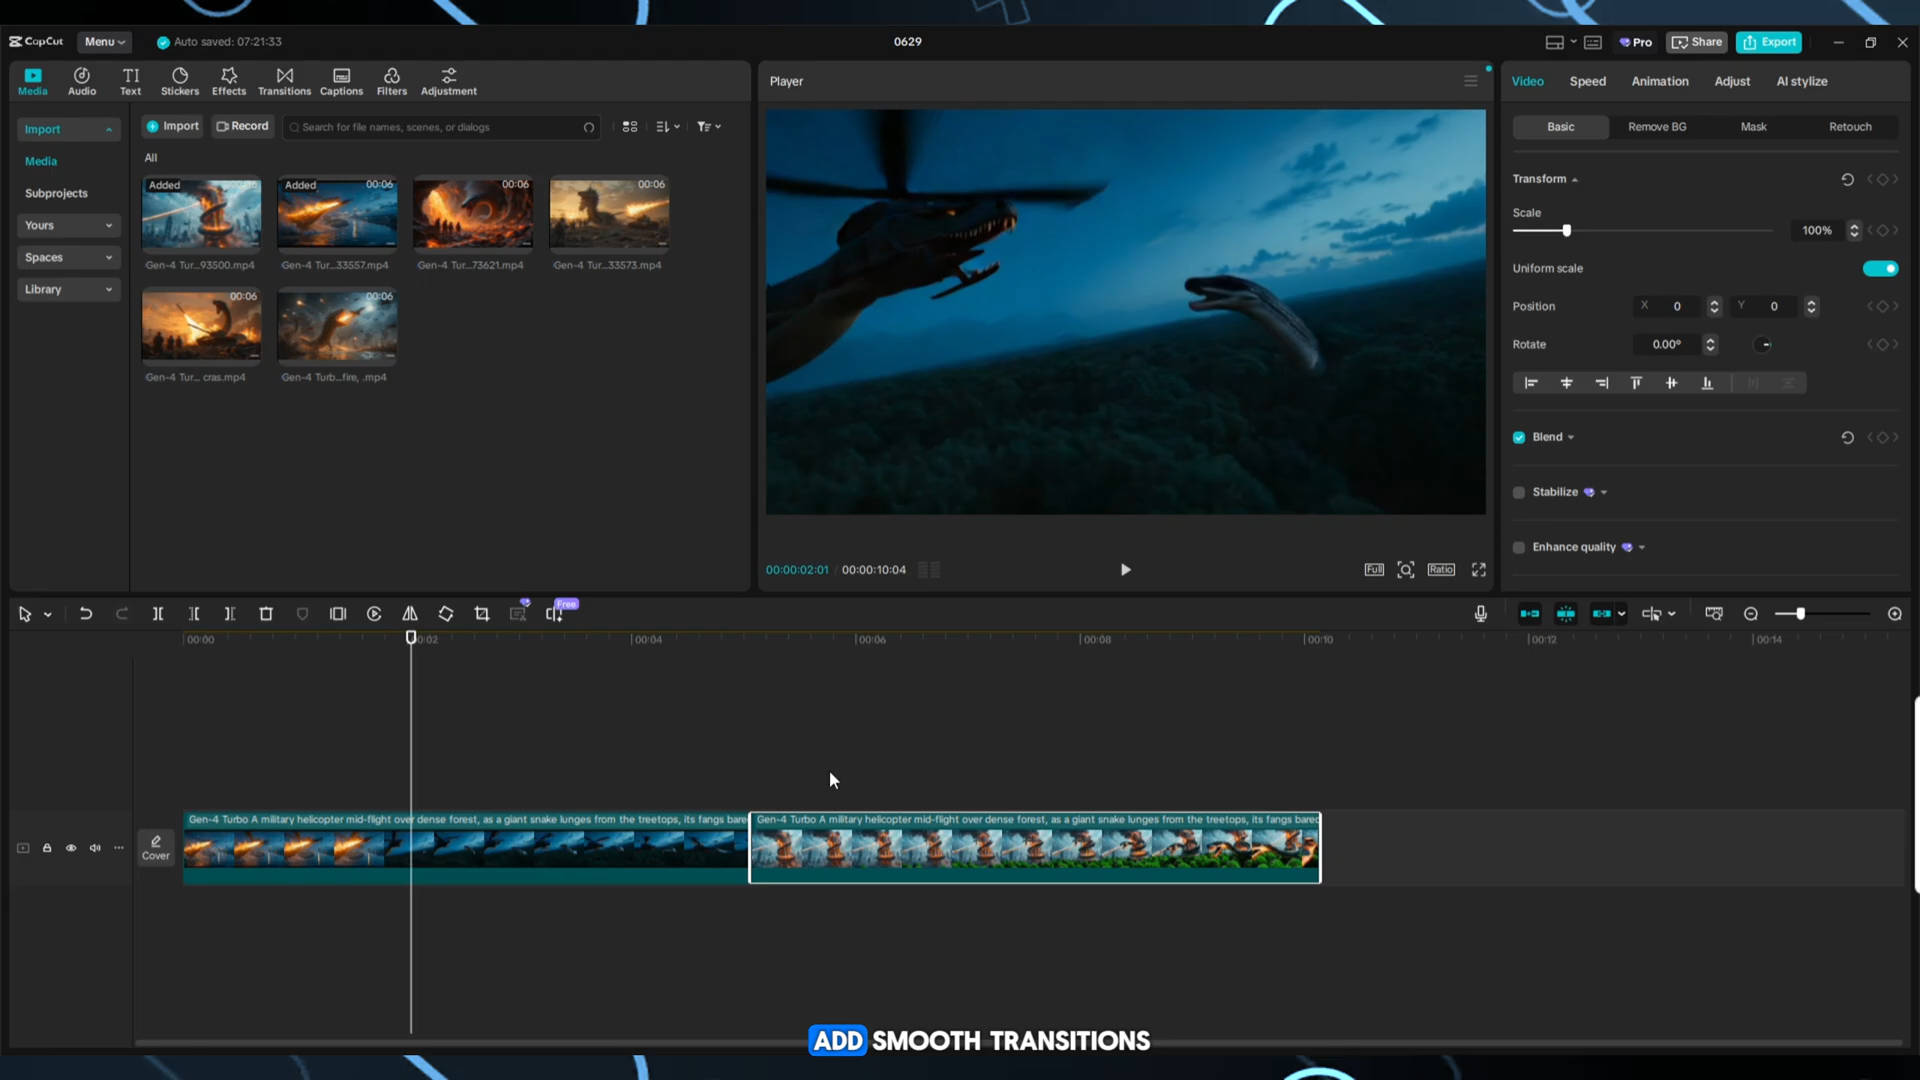 CapCut
Menu
Auto saved: 07:21:33
0629
Pro
Share
Export
Media
Audio
Text
Stickers
Effects
Transitions
Captions
Filters
Adjustment
Import
Media
Subprojects
Yours
Spaces
Library
Import
Record
Search for file names, scenes, or dialogs
All
Added 00:06
Added 00:06
00:06
00:06
Gen-4 Tur...93500.mp4
Gen-4 Tur...33557.mp4
Gen-4 Tur...73621.mp4
Gen-4 Tur...33573.mp4
00:06
00:06
Gen-4 Tur... cras.mp4
Gen-4 Turb...fire, .mp4
Player
00:00:02:01 / 00:00:10:04
Full
Ratio
Video
Speed
Animation
Adjust
AI stylize
Basic
Remove BG
Mask
Retouch
Transform
Scale
100%
Uniform scale
Position
X 0
Y 0
Rotate
0.00°
Blend
Stabilize
Enhance quality
Free
00:00
00:02
00:04
00:06
00:08
00:10
00:12
00:14
Cover
Gen-4 Turbo A military helicopter mid-flight over dense forest, as a giant snake lunges from the treetops, its fangs bare
Gen-4 Turbo A military helicopter mid-flight over dense forest, as a giant snake lunges from the treetops, its fangs bared
ADD SMOOTH TRANSITIONS